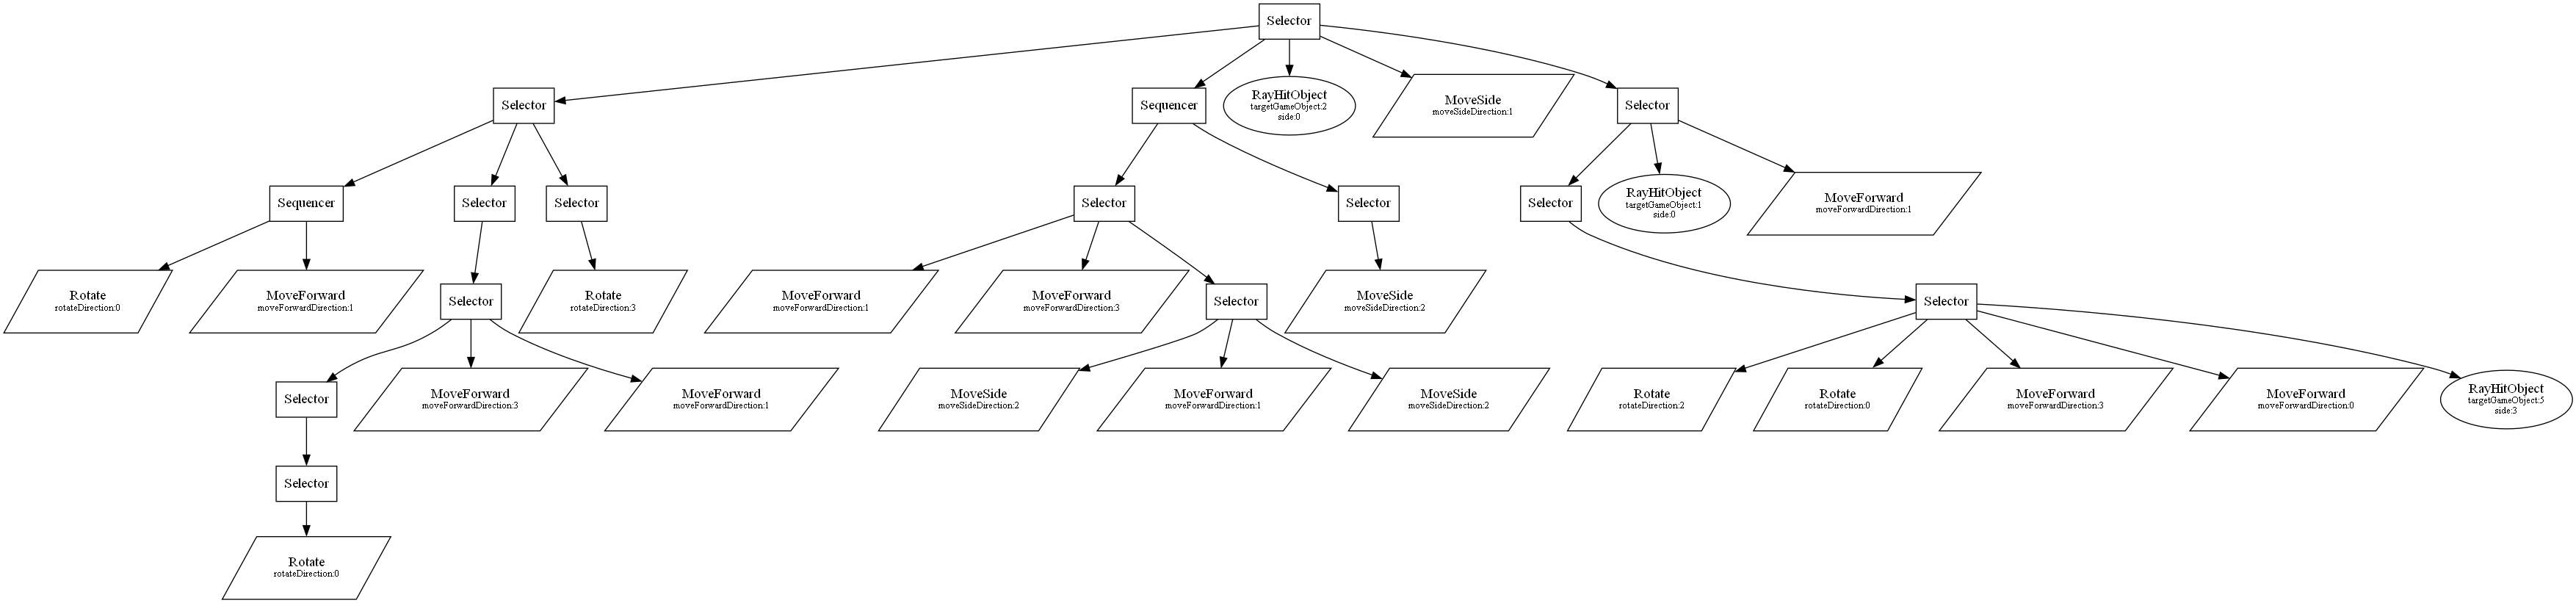 Selector
Selector
Sequencer
RayHitObject
targetGameObject:2
side:0
MoveSide
moveSideDirection:1
Selector
Sequencer
Selector
Selector
Selector
Selector
Selector
RayHitObject
targetGameObject:1
side:0
MoveForward
moveForwardDirection:1
Rotate
rotateDirection:0
MoveForward
moveForwardDirection:1
Selector
Rotate
rotateDirection:3
MoveForward
moveForwardDirection:1
MoveForward
moveForwardDirection:3
Selector
MoveSide
moveSideDirection:2
Selector
Selector
MoveForward
moveForwardDirection:3
MoveForward
moveForwardDirection:1
MoveSide
moveSideDirection:2
MoveForward
moveForwardDirection:1
MoveSide
moveSideDirection:2
Rotate
rotateDirection:2
Rotate
rotateDirection:0
MoveForward
moveForwardDirection:3
MoveForward
moveForwardDirection:0
RayHitObject
targetGameObject:5
side:3
Selector
Rotate
rotateDirection:0